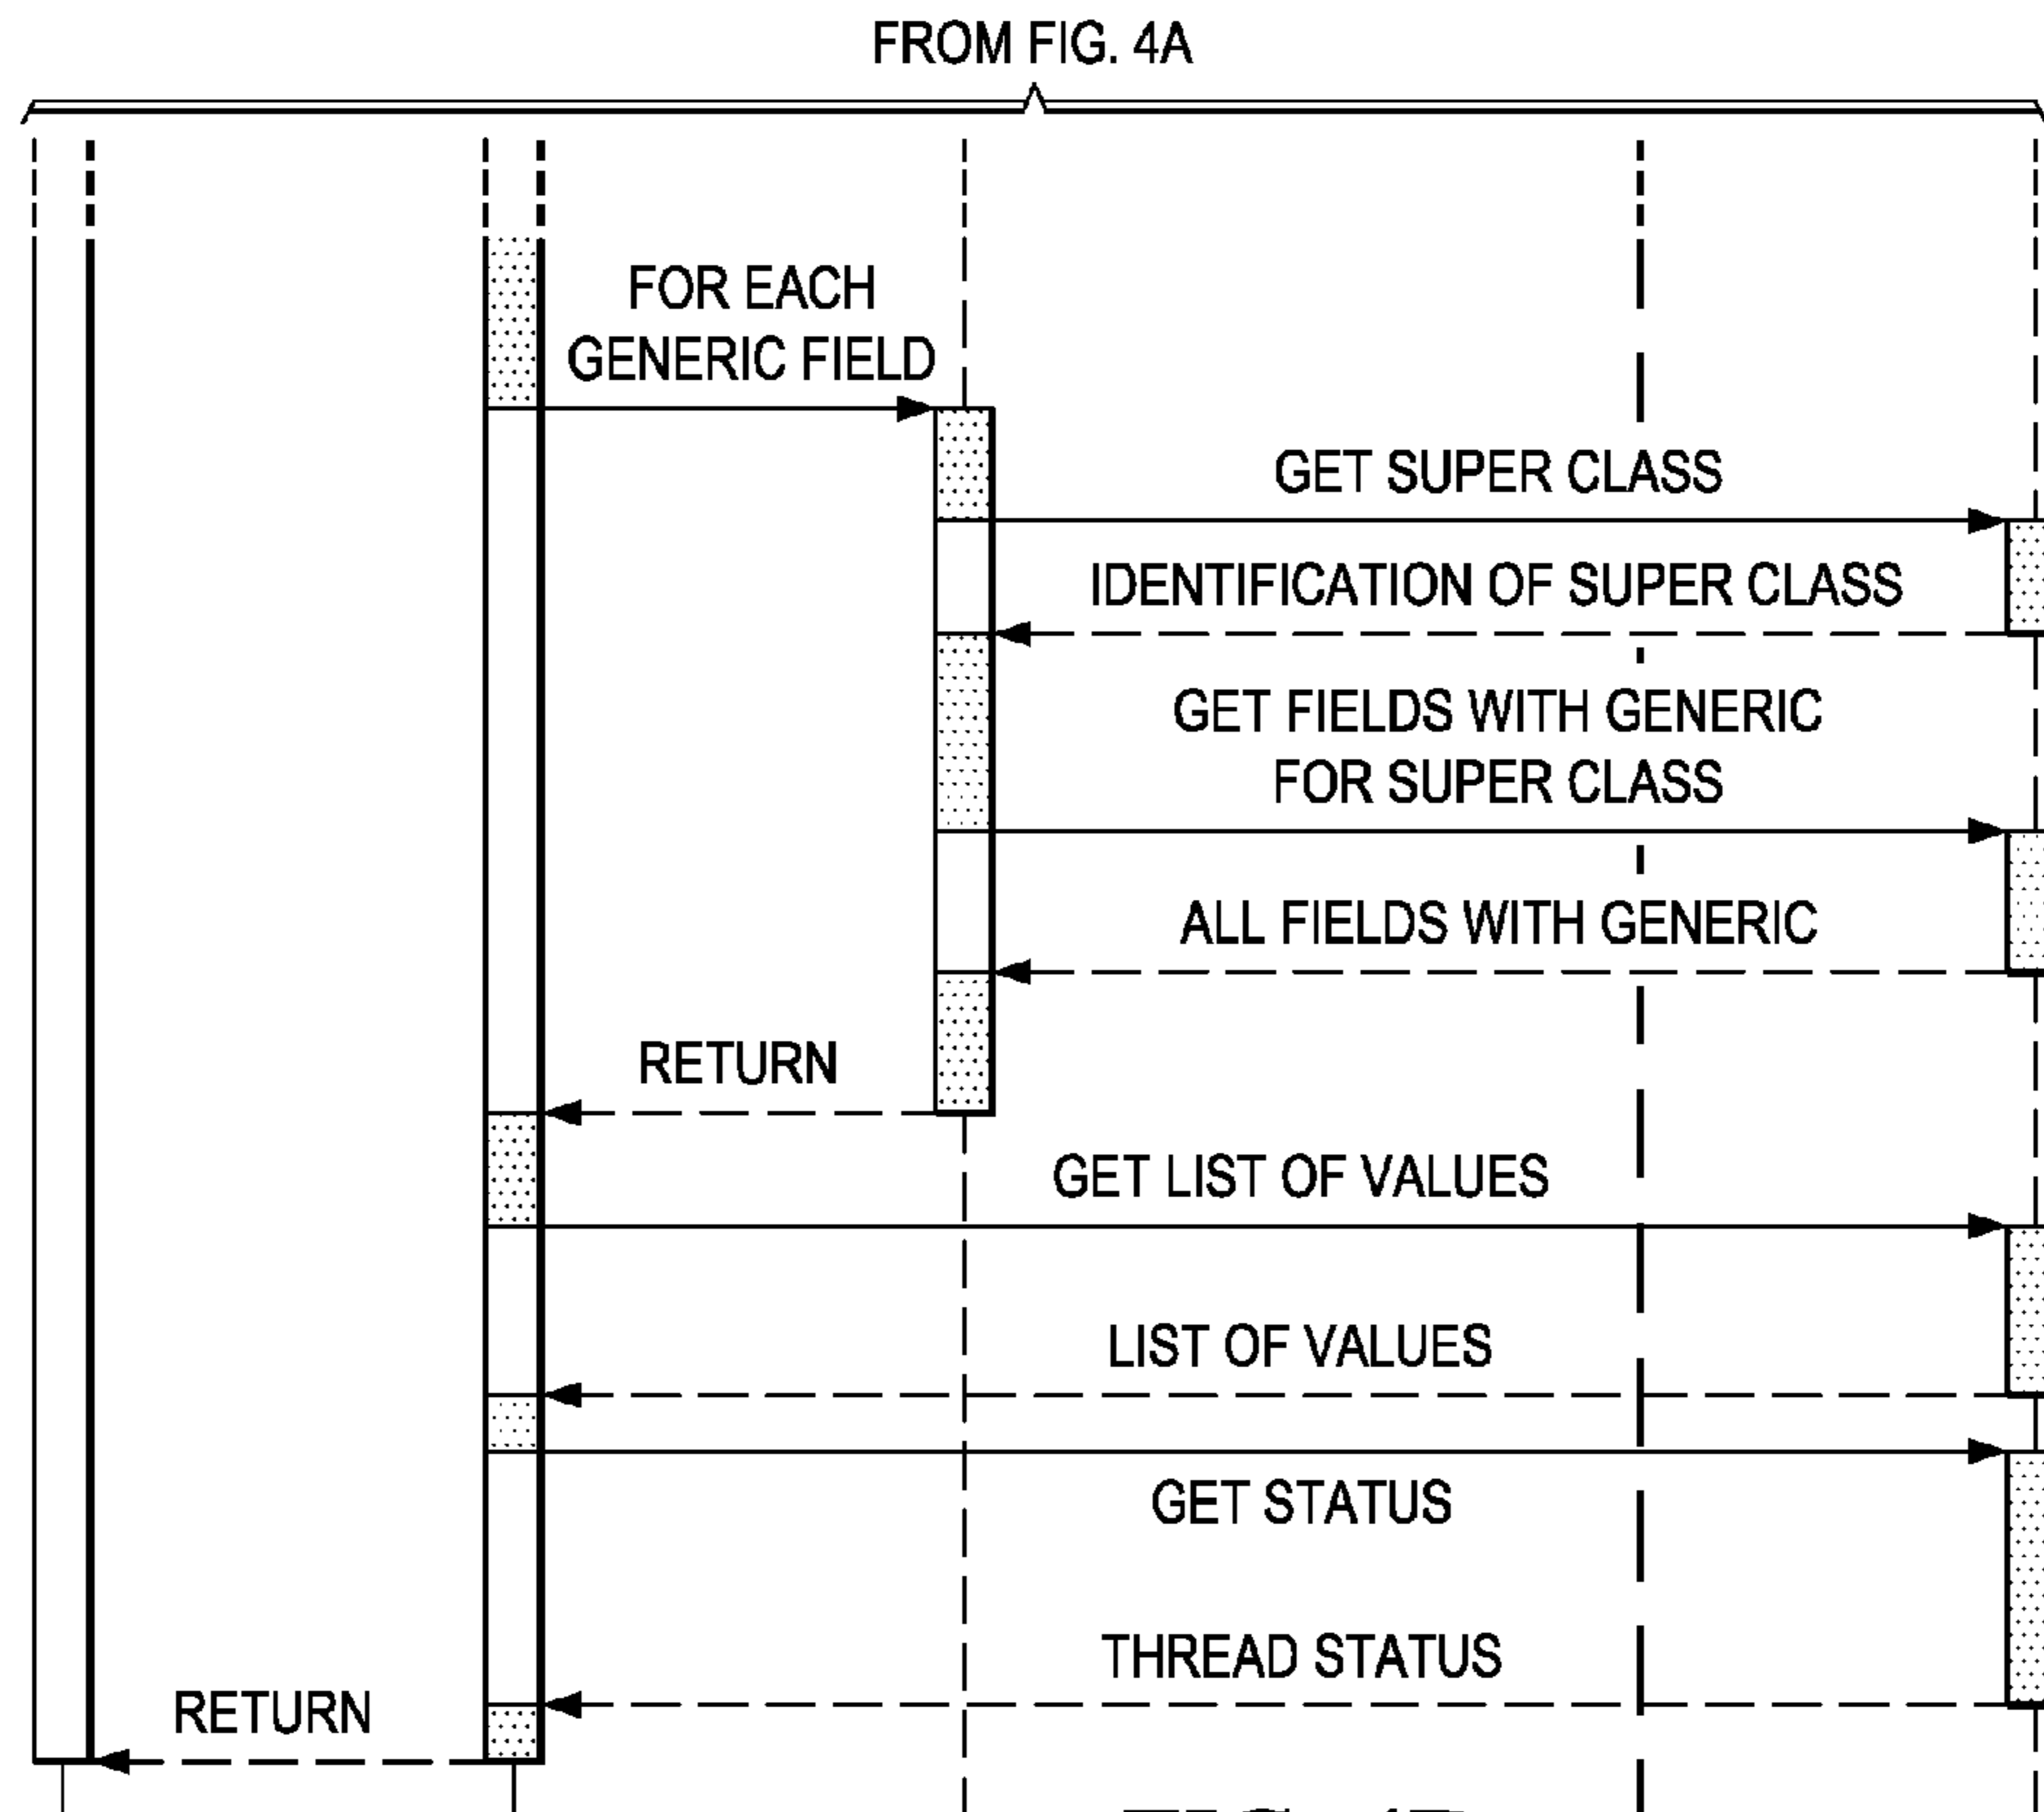 FROM FIG. 4A
FOR EACH
GENERIC FIELD
GET SUPER CLASS
IDENTIFICATION OF SUPER CLASS
GET FIELDS WITH GENERIC
FOR SUPER CLASS
ALL FIELDS WITH GENERIC
RETURN
GET LIST OF VALUES
LIST OF VALUES
GET STATUS
THREAD STATUS
RETURN